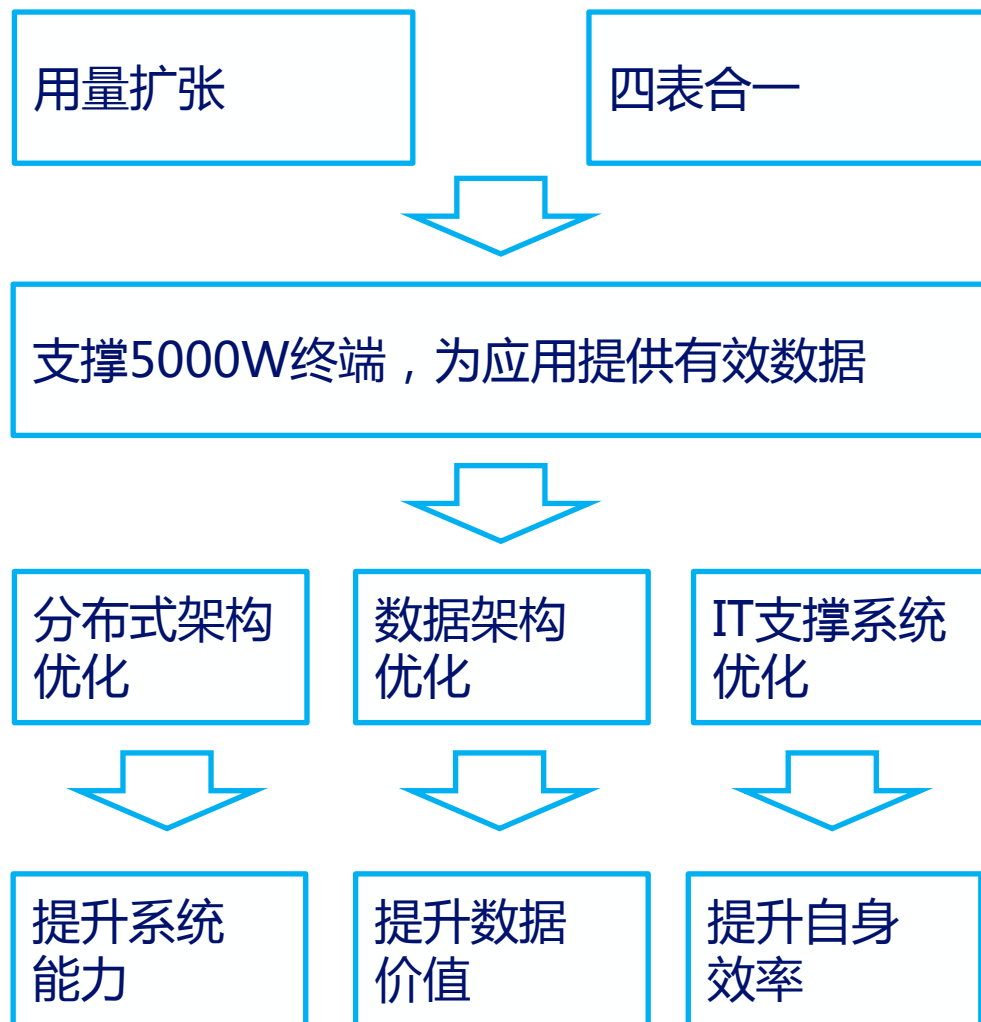 用量扩张
四表合一
支撑5000W终端，为应用提供有效数据
分布式架构
优化
数据架构
优化
IT支撑系统
优化
提升系统
能力
提升数据
价值
提升自身
效率